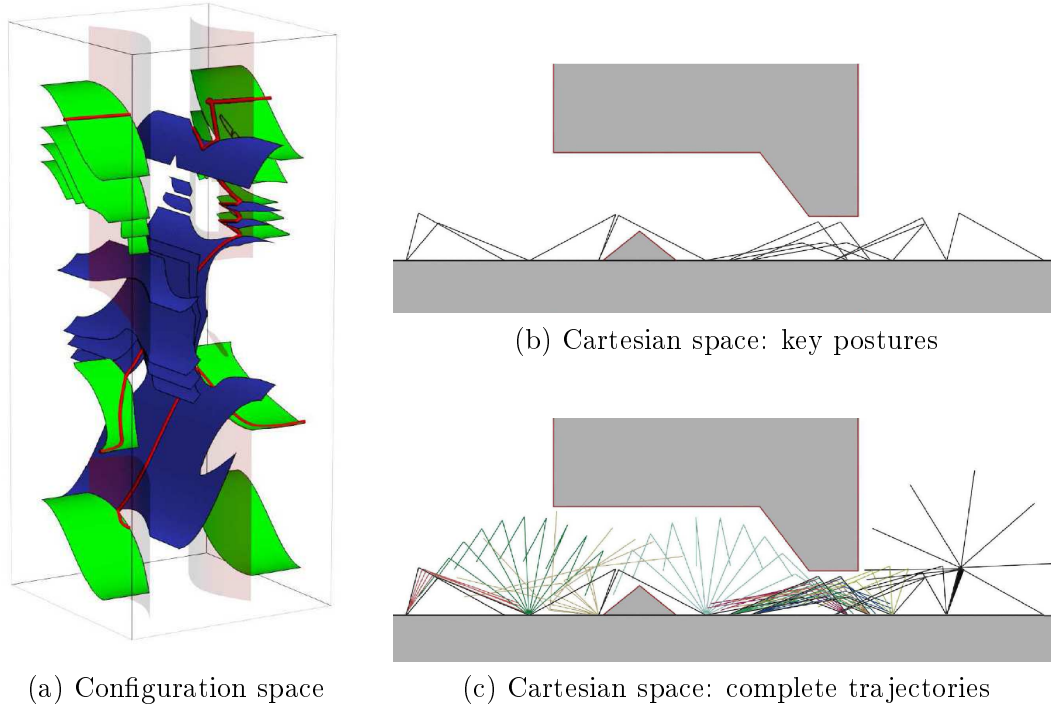 (b) Cartesian space: key postures
(a) Configuration space
(c) Cartesian space: complete trajectories